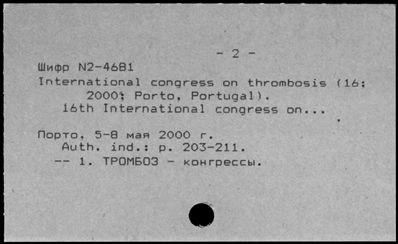 - 2 -
Шифр N2-4681
International congress on thrombosis (16;
2000; Porto, Portugal).
16th International congress on...
Порто, 5-8 мая 2000 г.
Auth. ind.: p. 203-211.
-- 1. ТРОМБОЗ - конгрессы.